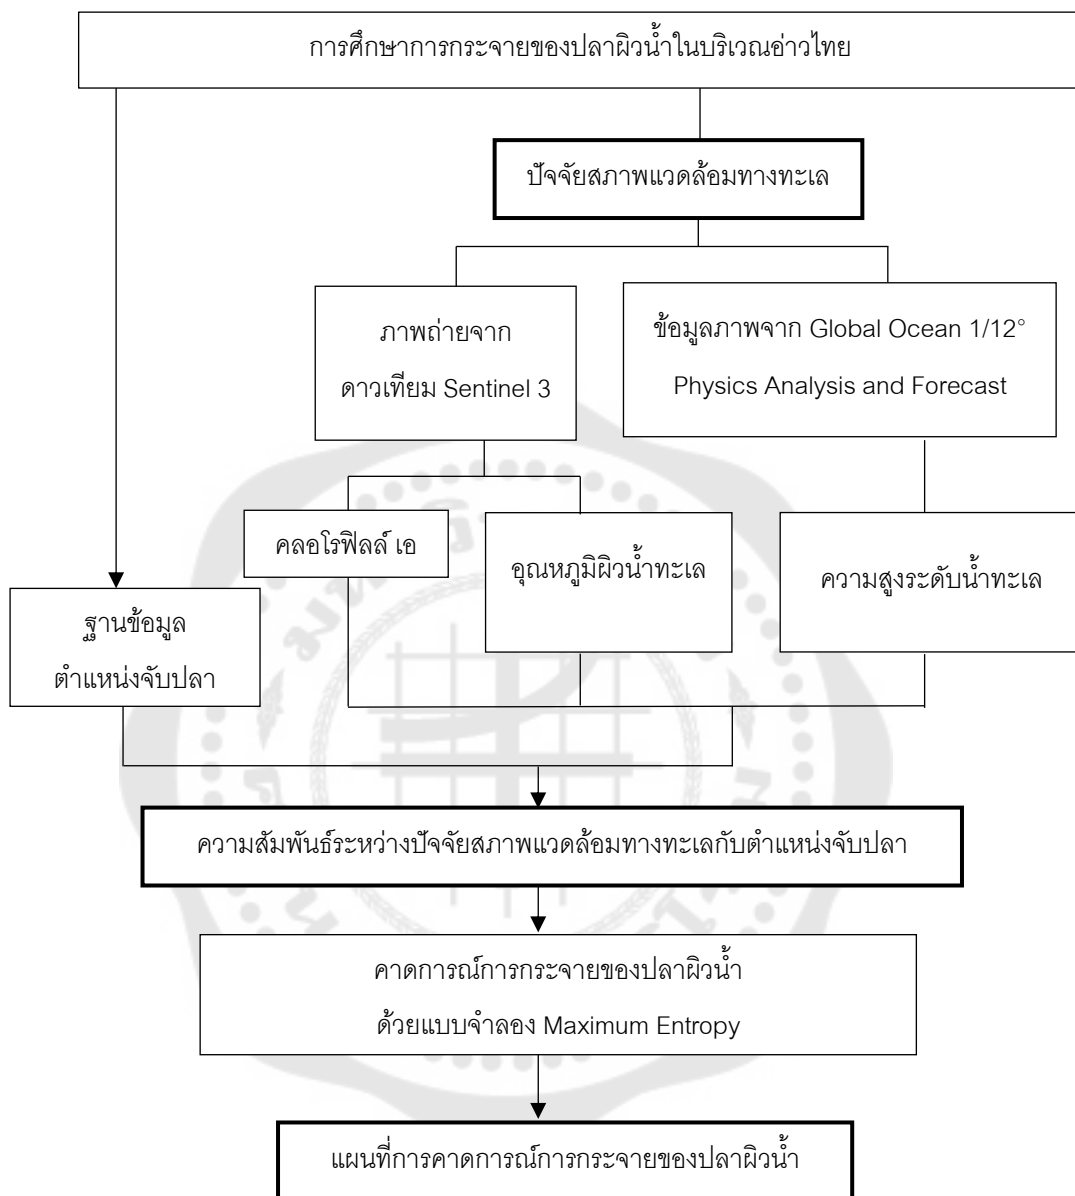 การศึกษาการกระจายของปลาผิวน้ำในบริเวณอ่าวไทย
ปัจจัยสภาพแวดล้อมทางทะเล
ภาพถ่ายจาก
ดาวเทียม Sentinel 3
ข้อมูลภาพจาก Global Ocean 1/12°
Physics Analysis and Forecast
คลอโรฟิลล์ เอ
อุณหภูมิผิวน้ำทะเล
ความสูงระดับน้ำทะเล
ฐานข้อมูล
ตำแหน่งจับปลา
ความสัมพันธ์ระหว่างปัจจัยสภาพแวดล้อมทางทะเลกับตำแหน่งจับปลา
คาดการณ์การกระจายของปลาผิวน้ำ
ด้วยแบบจำลอง Maximum Entropy
แผนที่การคาดการณ์การกระจายของปลาผิวน้ำ